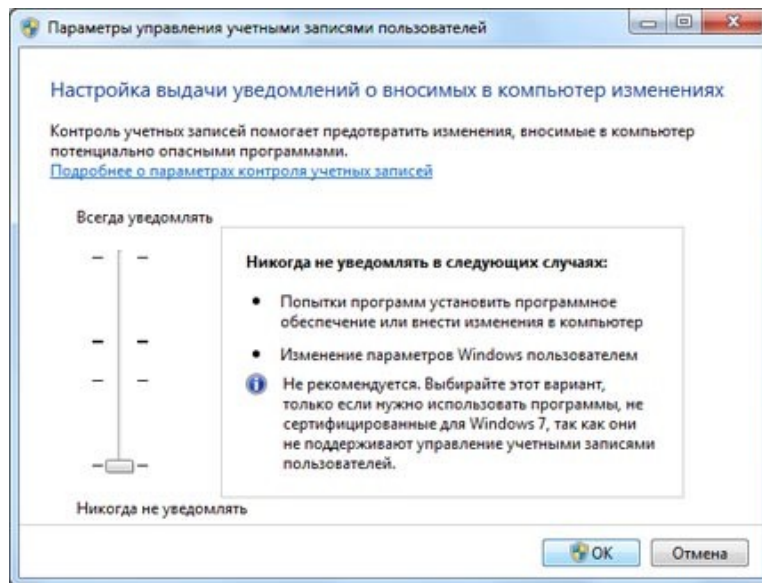 Параметры управления учетными записями пользователей
Настройка выдачи уведомлений о вносимых в компьютер изменениях
Контроль учетных записей помогает предотвратить изменения, вносимые в компьютер
потенциально опасными программами.
Подробнее о параметрах контроля учетных записей
Всегда уведомлять
Никогда не уведомлять в следующих случаях:
• Попытки программ установить программное
обеспечение или внести изменения в компьютер
• Изменение параметров Windows пользователем
Не рекомендуется. Выбирайте этот вариант,
только если нужно использовать программы, не
сертифицированные для Windows 7, так как они
не поддерживают управление учетными записями
пользователей.
Никогда не уведомлять
OK
Отмена